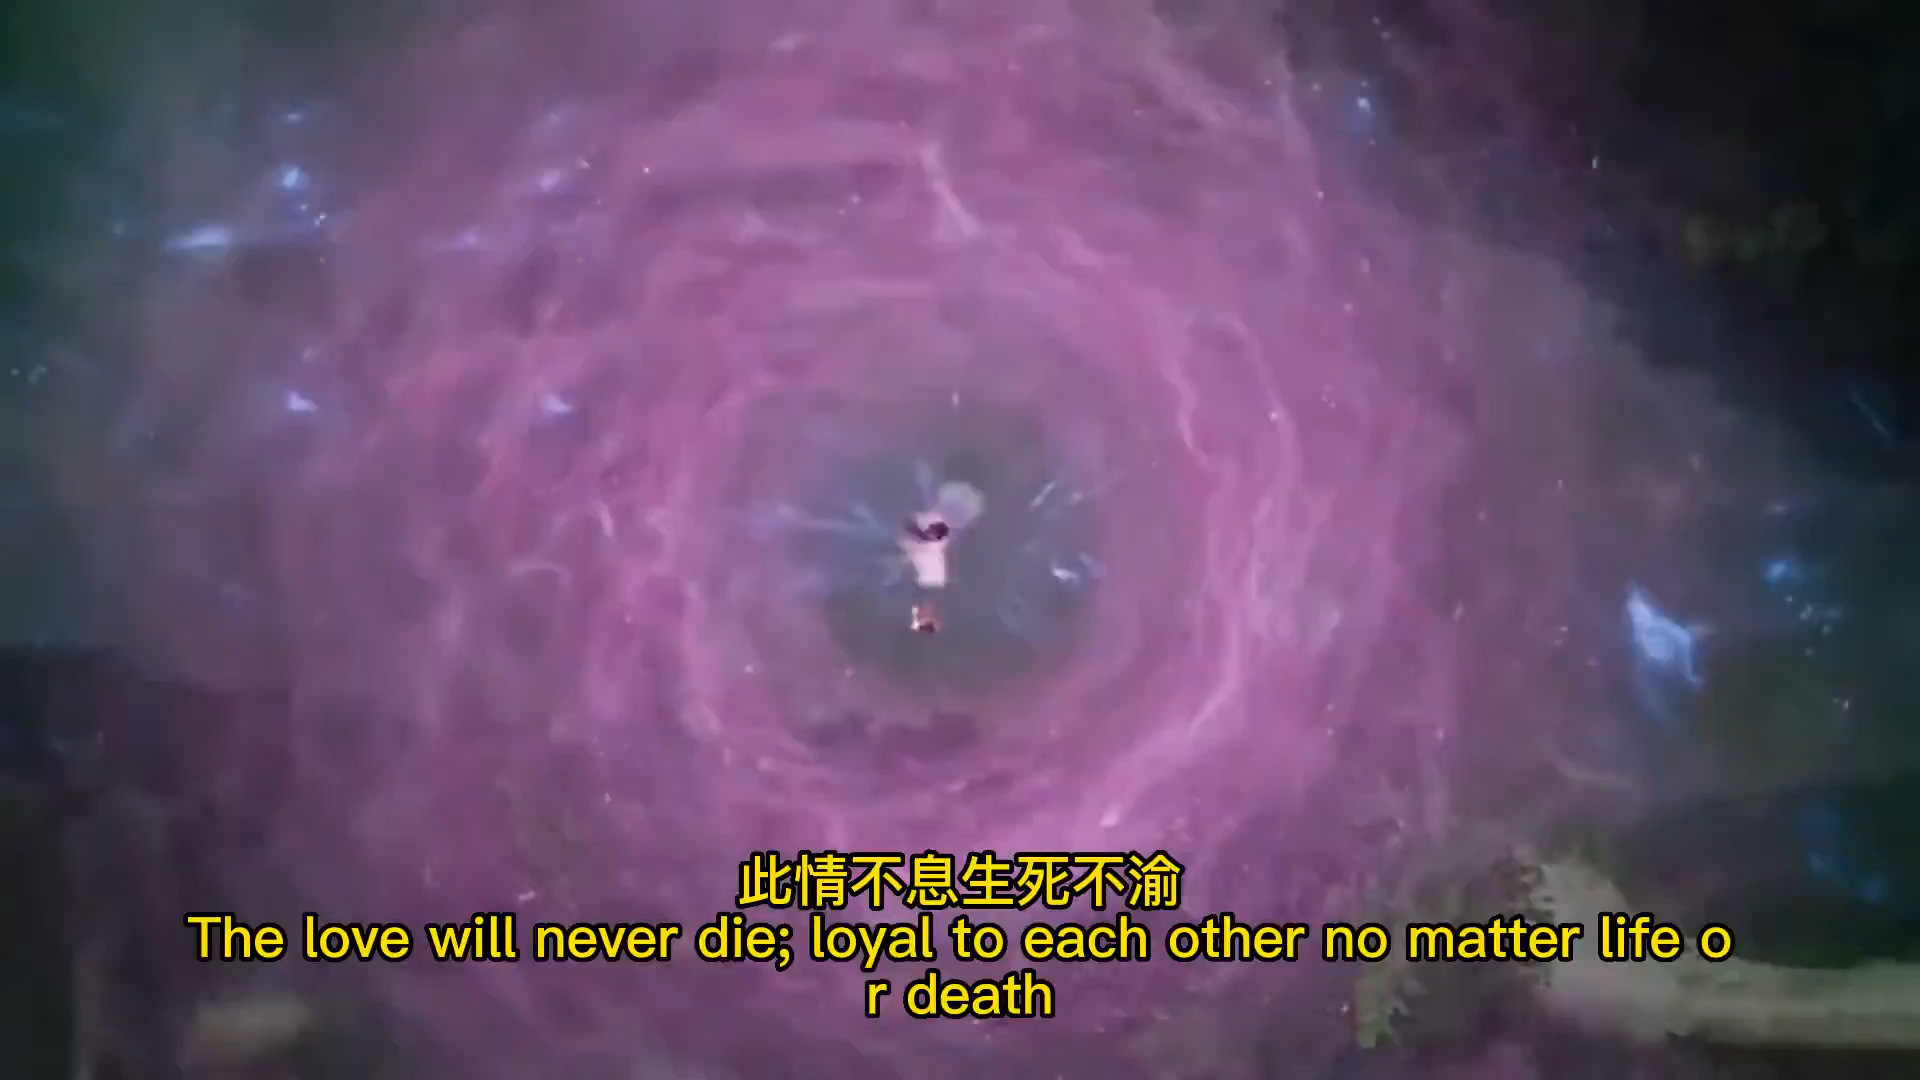 此情不息生死不渝
The love will never die; loyal to each other no matter life o
r death